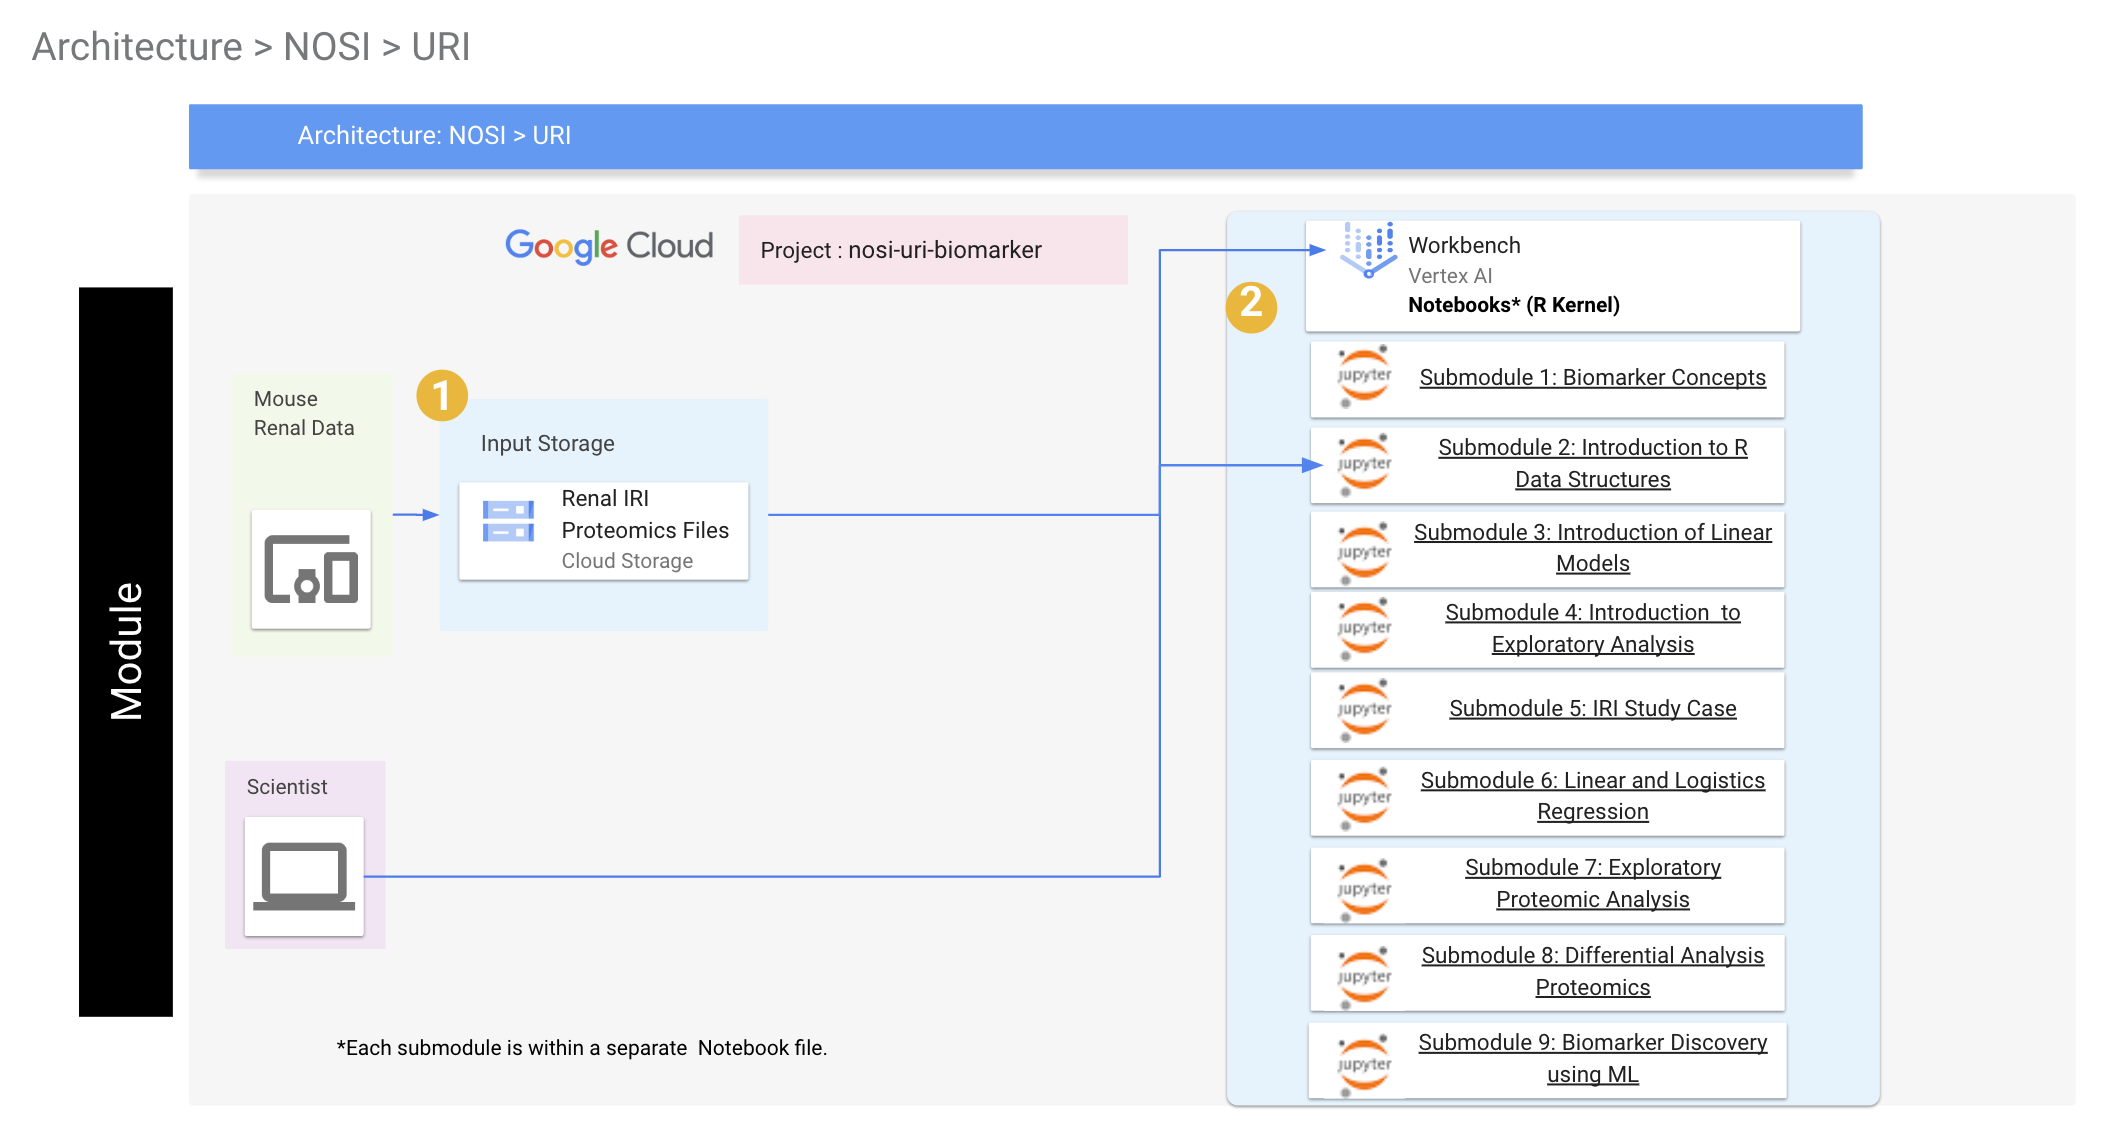 Architecture > NOSI > URI
Architecture: NOSI > URI
Google Cloud
Project : nosi-uri-biomarker
Module
Mouse
Renal Data
1
Input Storage
Renal IRI
Proteomics Files
Cloud Storage
Scientist
*Each submodule is within a separate  Notebook file.
2
Workbench
Vertex AI
Notebooks* (R Kernel)
jupyter
Submodule 1: Biomarker Concepts
jupyter
Submodule 2: Introduction to R
Data Structures
jupyter
Submodule 3: Introduction of Linear
Models
jupyter
Submodule 4: Introduction  to
Exploratory Analysis
jupyter
Submodule 5: IRI Study Case
jupyter
Submodule 6: Linear and Logistics
Regression
jupyter
Submodule 7: Exploratory
Proteomic Analysis
jupyter
Submodule 8: Differential Analysis
Proteomics
jupyter
Submodule 9: Biomarker Discovery
using ML